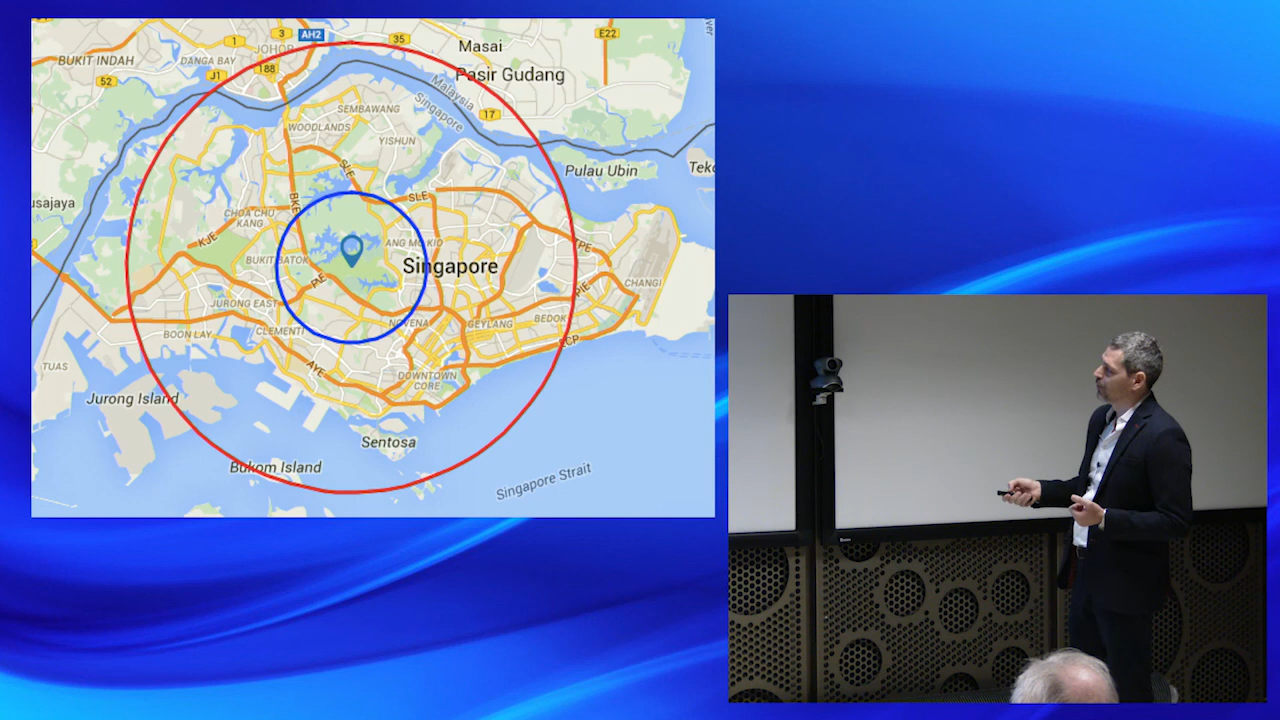 AH2
3
35
1
E22
JOHOR
Masai
BUKIT INDAH
DANGA BAY
188
Pasir Gudang
J1
52
Malaysia
Singapore
17
SEMBAWANG
WOODLANDS
YISHUN
SLE
Pulau Ubin
Teko
usajaya
BKE
SLE
CHOA CHU
KANG
KJE
ANG MO KIO
TPE
BUKIT BATOK
Singapore
PIE
PIE
CHANGI
JURONG EAST
BOON LAY
CLEMENTI
NOVENA
GEYLANG
BEDOK
ECP
AYE
TUAS
DOWNTOWN
CORE
Jurong Island
Sentosa
Bukom Island
Singapore Strait